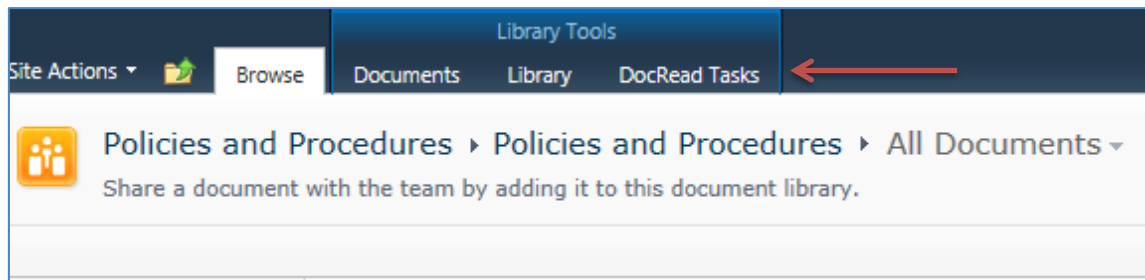 Library Tools
Site Actions Browse Documents Library DocRead Tasks
Policies and Procedures Policies and Procedures All Documents
Share a document with the team by adding it to this document library.